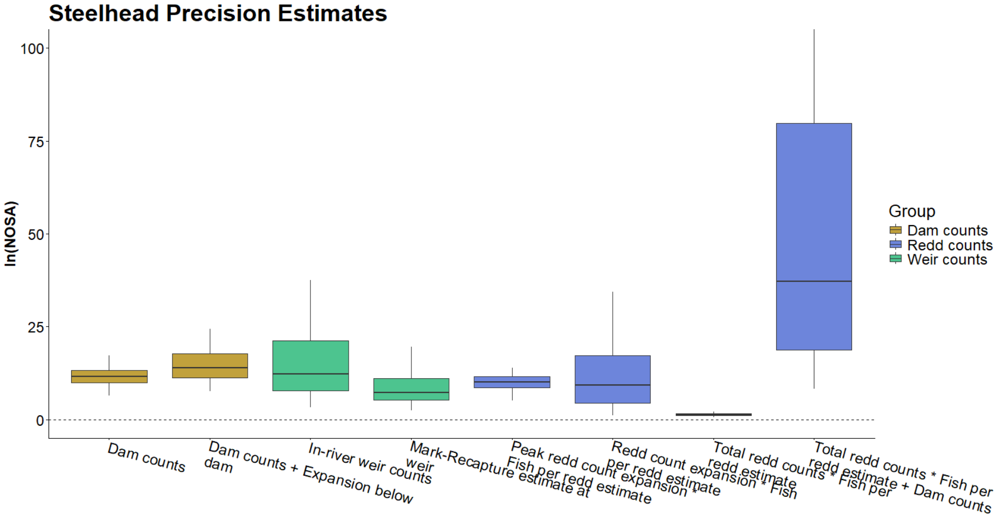 Steelhead Precision Estimates
ln(NOSA)
100
75
50
25
0
Dam counts
Dam counts + Expansion below
dam
In-river weir counts
Mark-Recapture estimate at
weir
Peak redd count expansion *
Fish per redd estimate
Redd count expansion * Fish
per redd estimate
Total redd counts * Fish per
redd estimate
Total redd counts * Fish per
redd estimate + Dam counts
Group
Dam counts
Redd counts
Weir counts